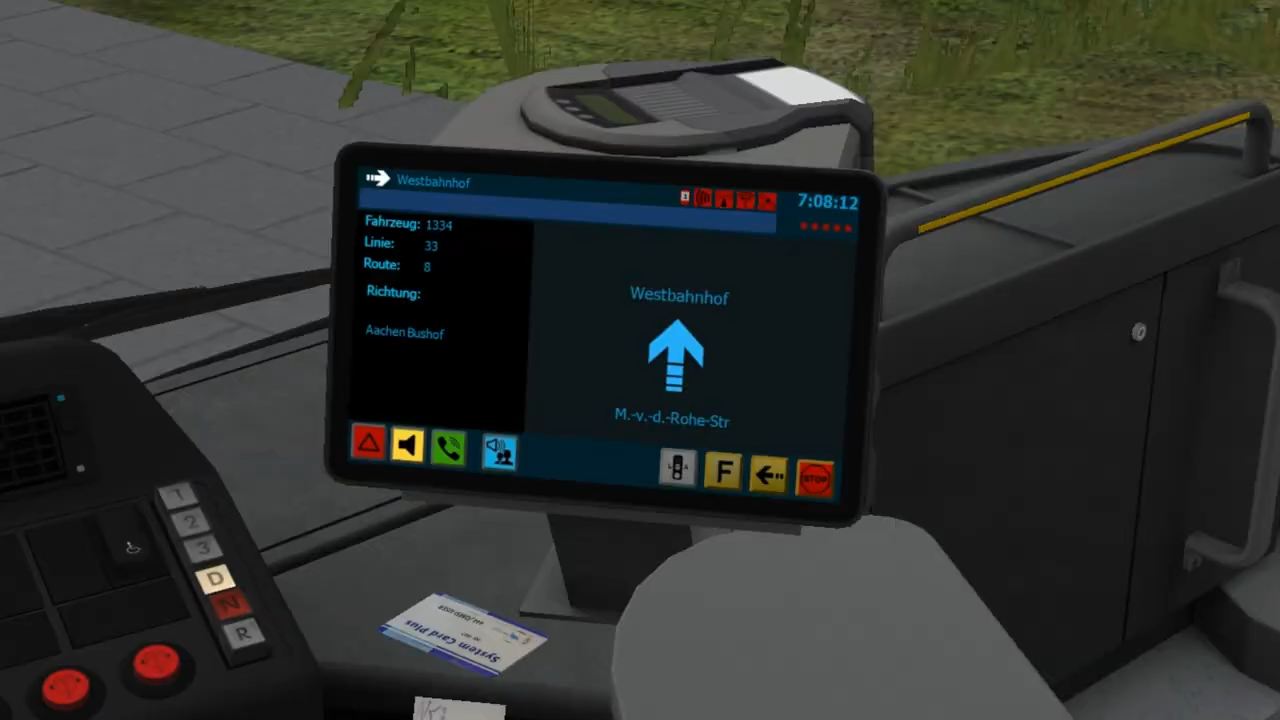 Westbahnhof
7:08:12
Fahrzeug: 1334
Linie: 33
Route: 8
Richtung:
Aachen Bushof
Westbahnhof
M.-v.-d.-Rohe-Str
F
STOP
1
2
3
D
N
R
System Card Plus